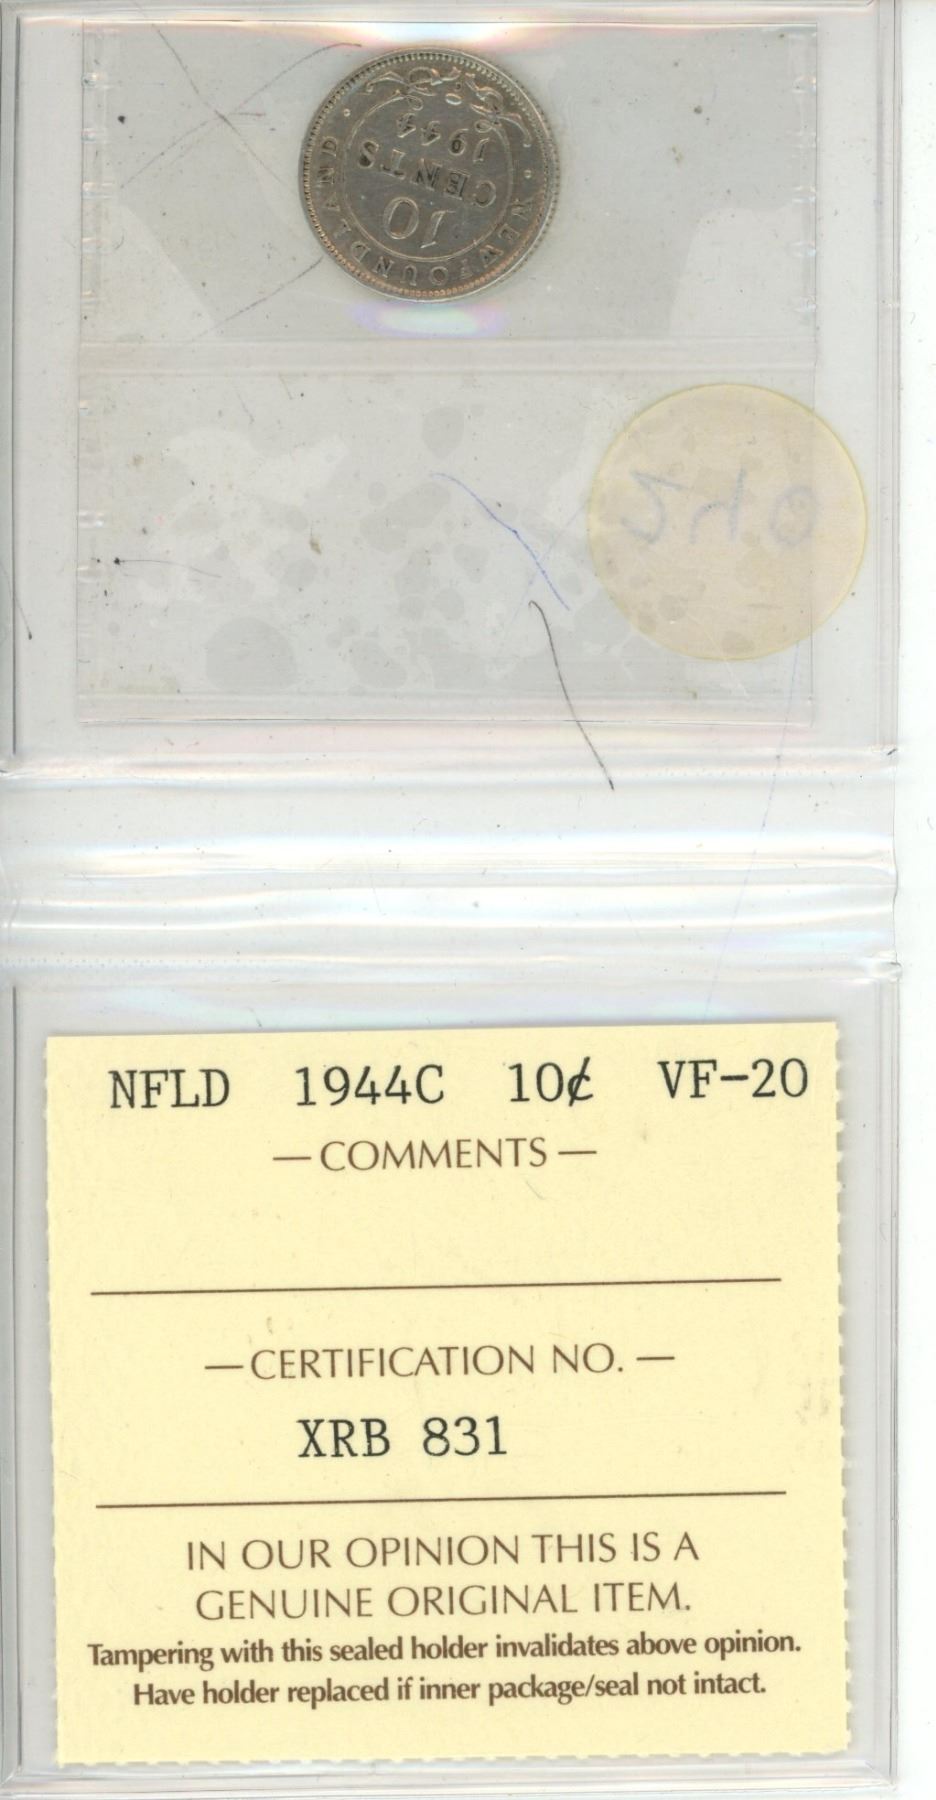 10
CENTS
1944
NEWFOUNDLAND
240
NFLD 1944C 10¢ VF-20
— COMMENTS —
— CERTIFICATION NO. —
XRB 831
IN OUR OPINION THIS IS A
GENUINE ORIGINAL ITEM.
Tampering with this sealed holder invalidates above opinion.
Have holder replaced if inner package/seal not intact.